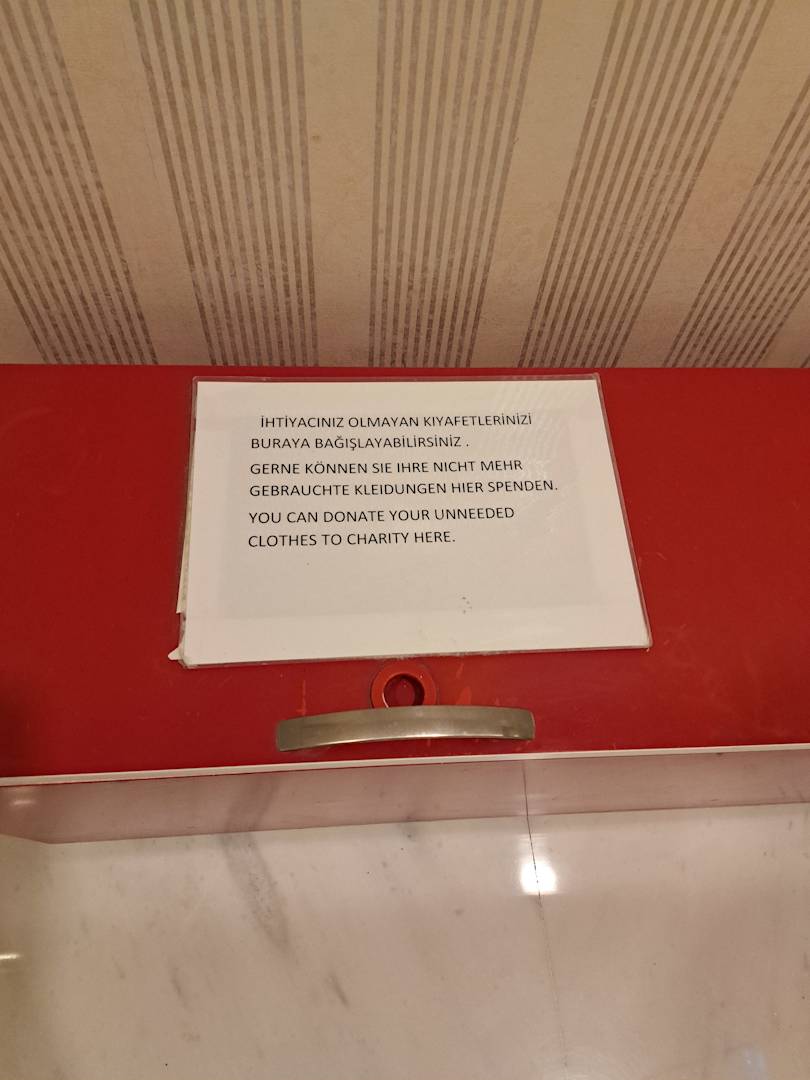 İHTİYACINIZ OLMAYAN KIYAFETLERİNİZİ
BURAYA BAĞIŞLAYABİLİRSİNİZ .
GERNE KÖNNEN SIE IHRE NICHT MEHR
GEBRAUCHTE KLEIDUNGEN HIER SPENDEN.
YOU CAN DONATE YOUR UNNEEDED
CLOTHES TO CHARITY HERE.